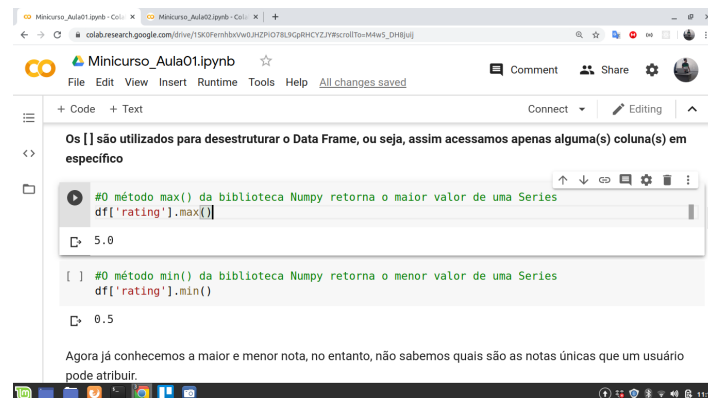 Minicurso_Aula01.ipynb - Cola
Minicurso_Aula02.ipynb - Cola
colab.research.google.com/drive/1SK0FernhbxVw0JHZPiO78L9GpRHCYZJY#scrollTo=M4w5_DH8juij
CO
Minicurso_Aula01.ipynb
Comment
Share
File Edit View Insert Runtime Tools Help All changes saved
+ Code + Text
Connect
Editing
Os [ ] são utilizados para desestruturar o Data Frame, ou seja, assim acessamos apenas alguma(s) coluna(s) em
específico
#O método max() da biblioteca Numpy retorna o maior valor de uma Series
df['rating'].max()
5.0
[ ] #O método min() da biblioteca Numpy retorna o menor valor de uma Series
df['rating'].min()
0.5
Agora já conhecemos a maior e menor nota, no entanto, não sabemos quais são as notas únicas que um usuário
pode atribuir.